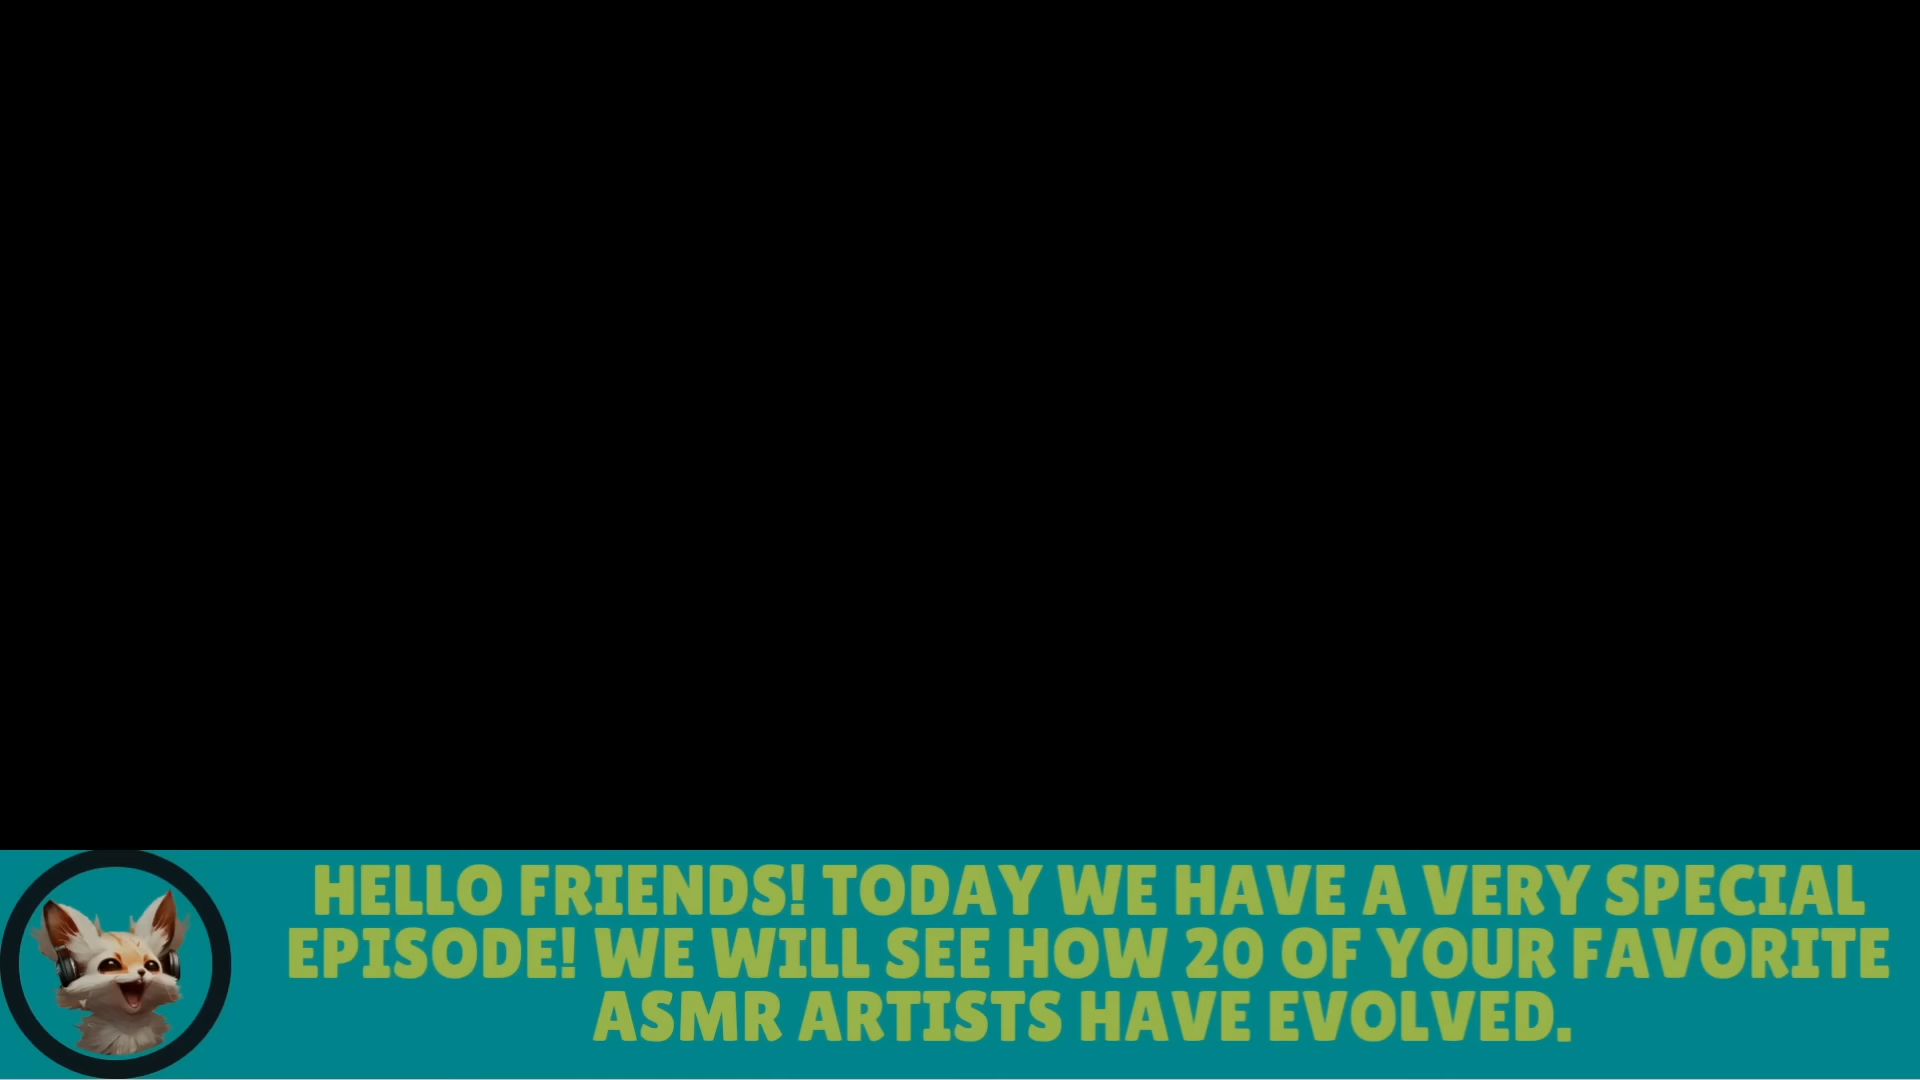 HELLO FRIENDS! TODAY WE HAVE A VERY SPECIAL
EPISODE! WE WILL SEE HOW 20 OF YOUR FAVORITE
ASMR ARTISTS HAVE EVOLVED.